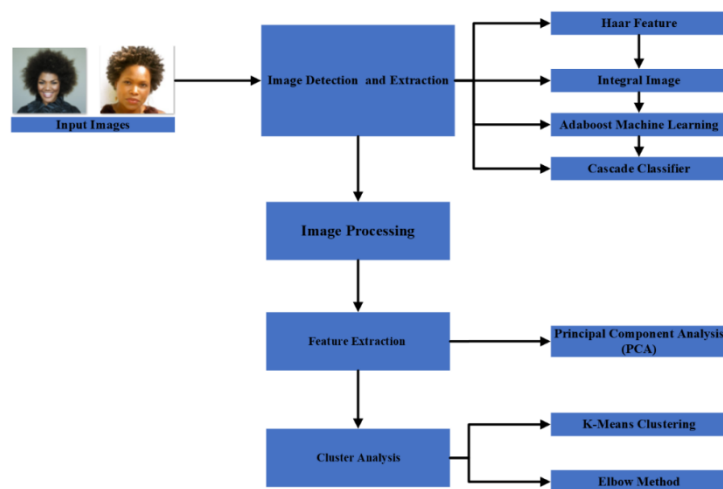 Input Images
Image Detection and Extraction
Haar Feature
Integral Image
Adaboost Machine Learning
Cascade Classifier
Image Processing
Feature Extraction
Principal Component Analysis
(PCA)
Cluster Analysis
K-Means Clustering
Elbow Method